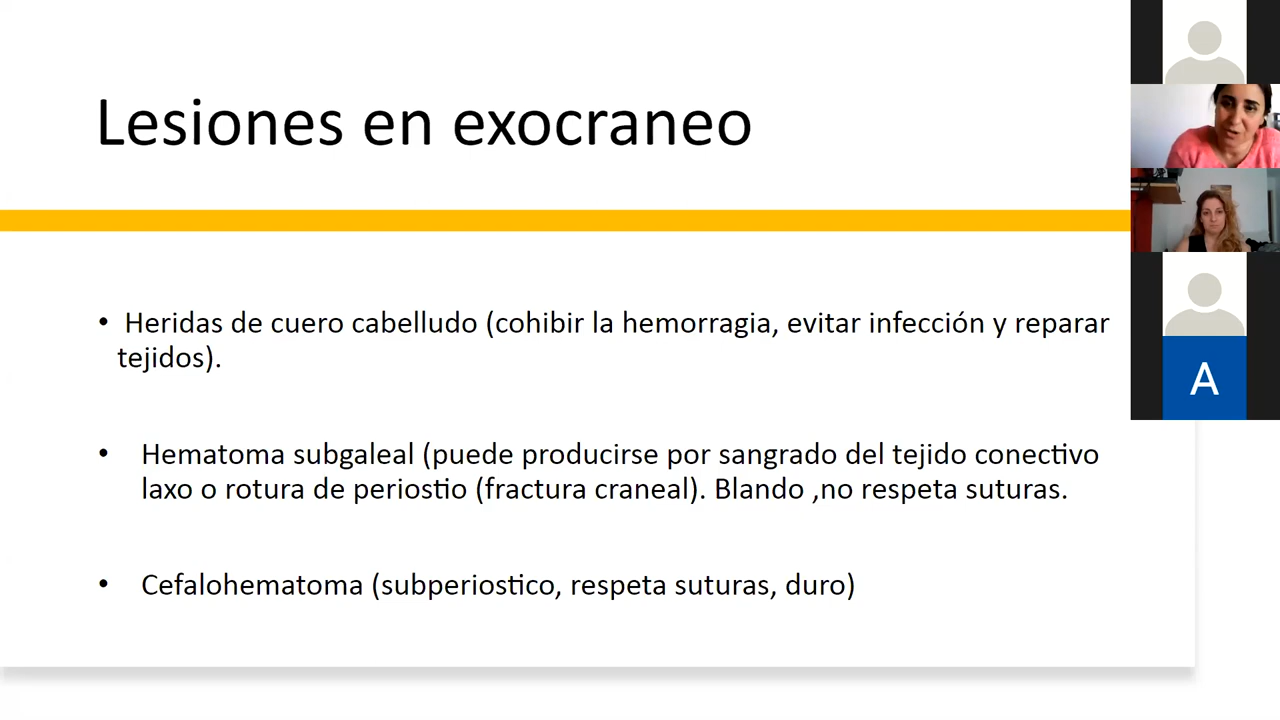 Lesiones en exocraneo
• Heridas de cuero cabelludo (cohibir la hemorragia, evitar infección y reparar
tejidos).
• Hematoma subgaleal (puede producirse por sangrado del tejido conectivo
laxo o rotura de periostio (fractura craneal). Blando ,no respeta suturas.
• Cefalohematoma (subperiostico, respeta suturas, duro)
A